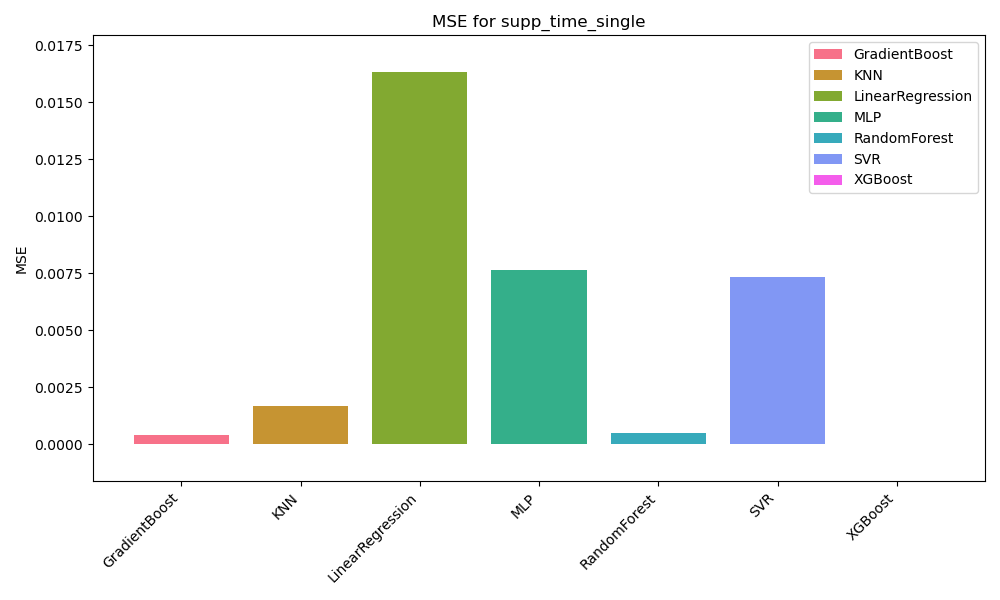 MSE for supp_time_single
MSE
0.0175
0.0150
0.0125
0.0100
0.0075
0.0050
0.0025
0.0000
GradientBoost
KNN
LinearRegression
MLP
RandomForest
SVR
XGBoost
GradientBoost
KNN
LinearRegression
MLP
RandomForest
SVR
XGBoost